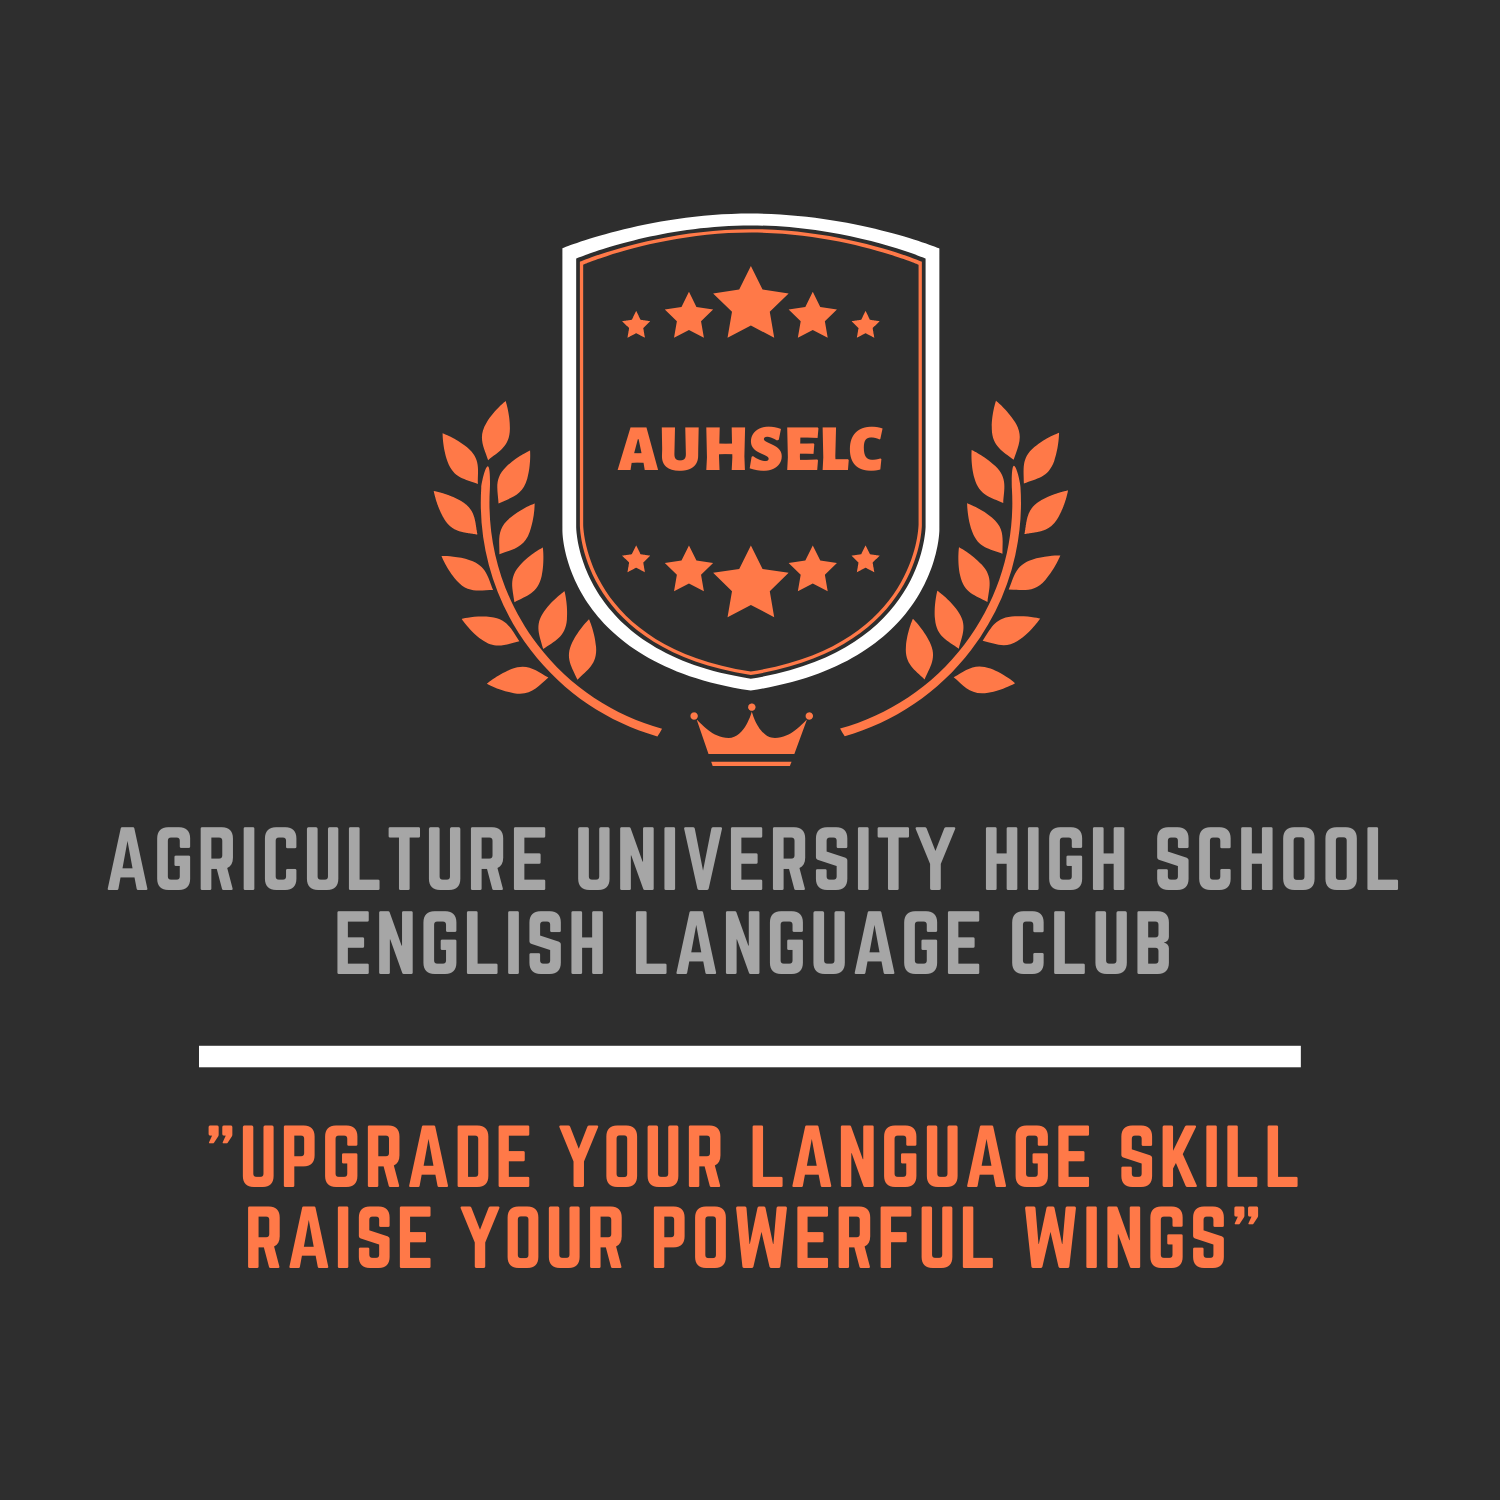 AUHSELC
AGRICULTURE UNIVERSITY HIGH SCHOOL
ENGLISH LANGUAGE CLUB
”UPGRADE YOUR LANGUAGE SKILL
RAISE YOUR POWERFUL WINGS”